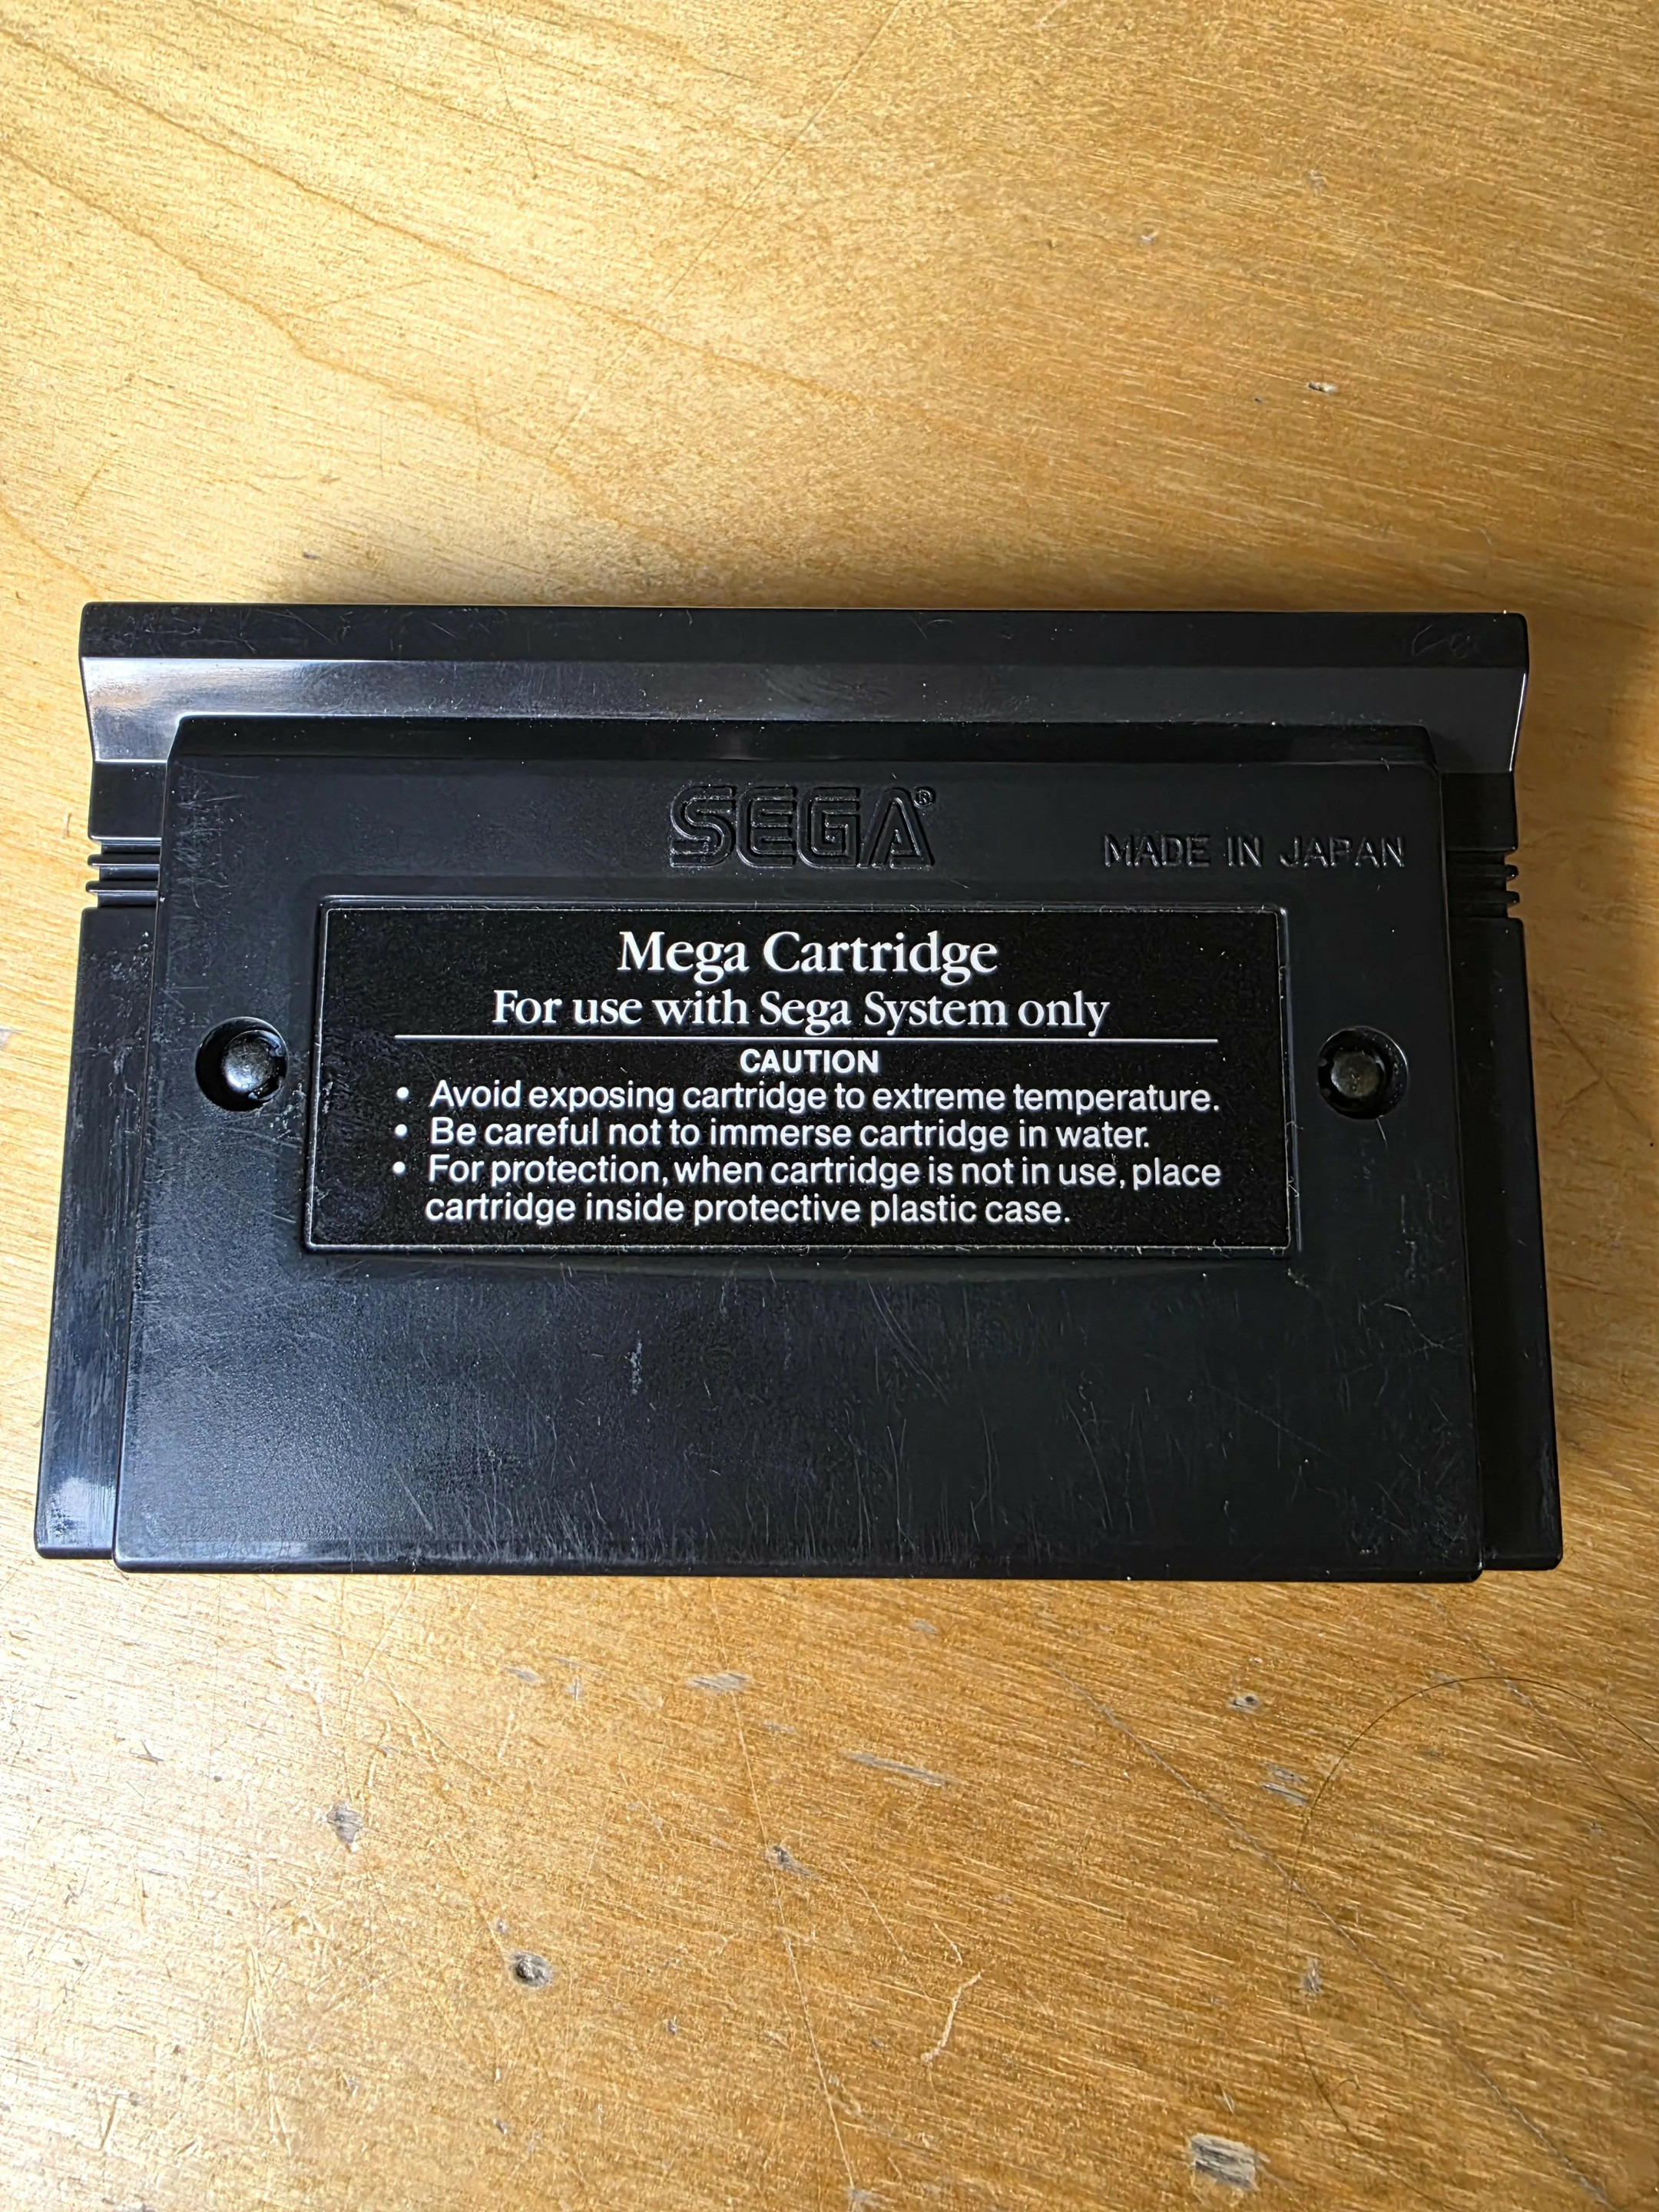 SEGA®
MADE IN JAPAN
Mega Cartridge
For use with Sega System only
CAUTION
• Avoid exposing cartridge to extreme temperature.
• Be careful not to immerse cartridge in water.
• For protection, when cartridge is not in use, place
cartridge inside protective plastic case.